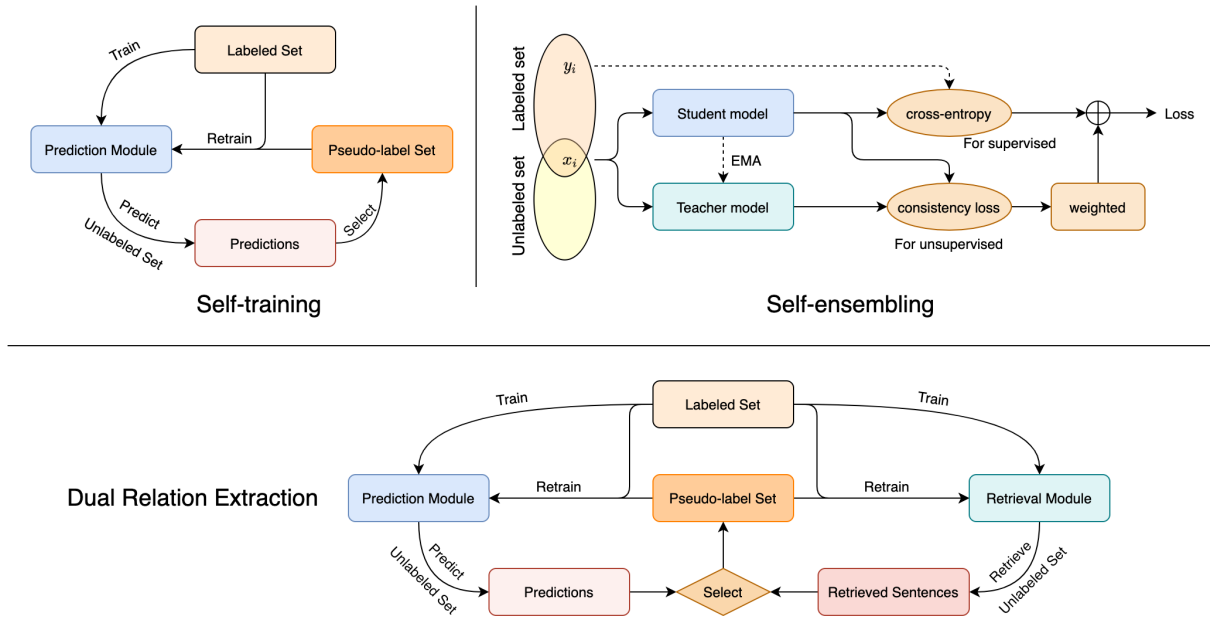 Labeled Set
Train
Prediction Module
Retrain
Pseudo-label Set
Predict
Unlabeled Set
Predictions
Select
Self-training
Labeled set
Unlabeled set
y_i
x_i
Student model
EMA
Teacher model
cross-entropy
For supervised
Loss
consistency loss
For unsupervised
weighted
Self-ensembling
Dual Relation Extraction
Labeled Set
Train
Train
Prediction Module
Retrain
Pseudo-label Set
Retrain
Retrieval Module
Predict
Unlabeled Set
Predictions
Select
Retrieved Sentences
Retrieve
Unlabeled Set